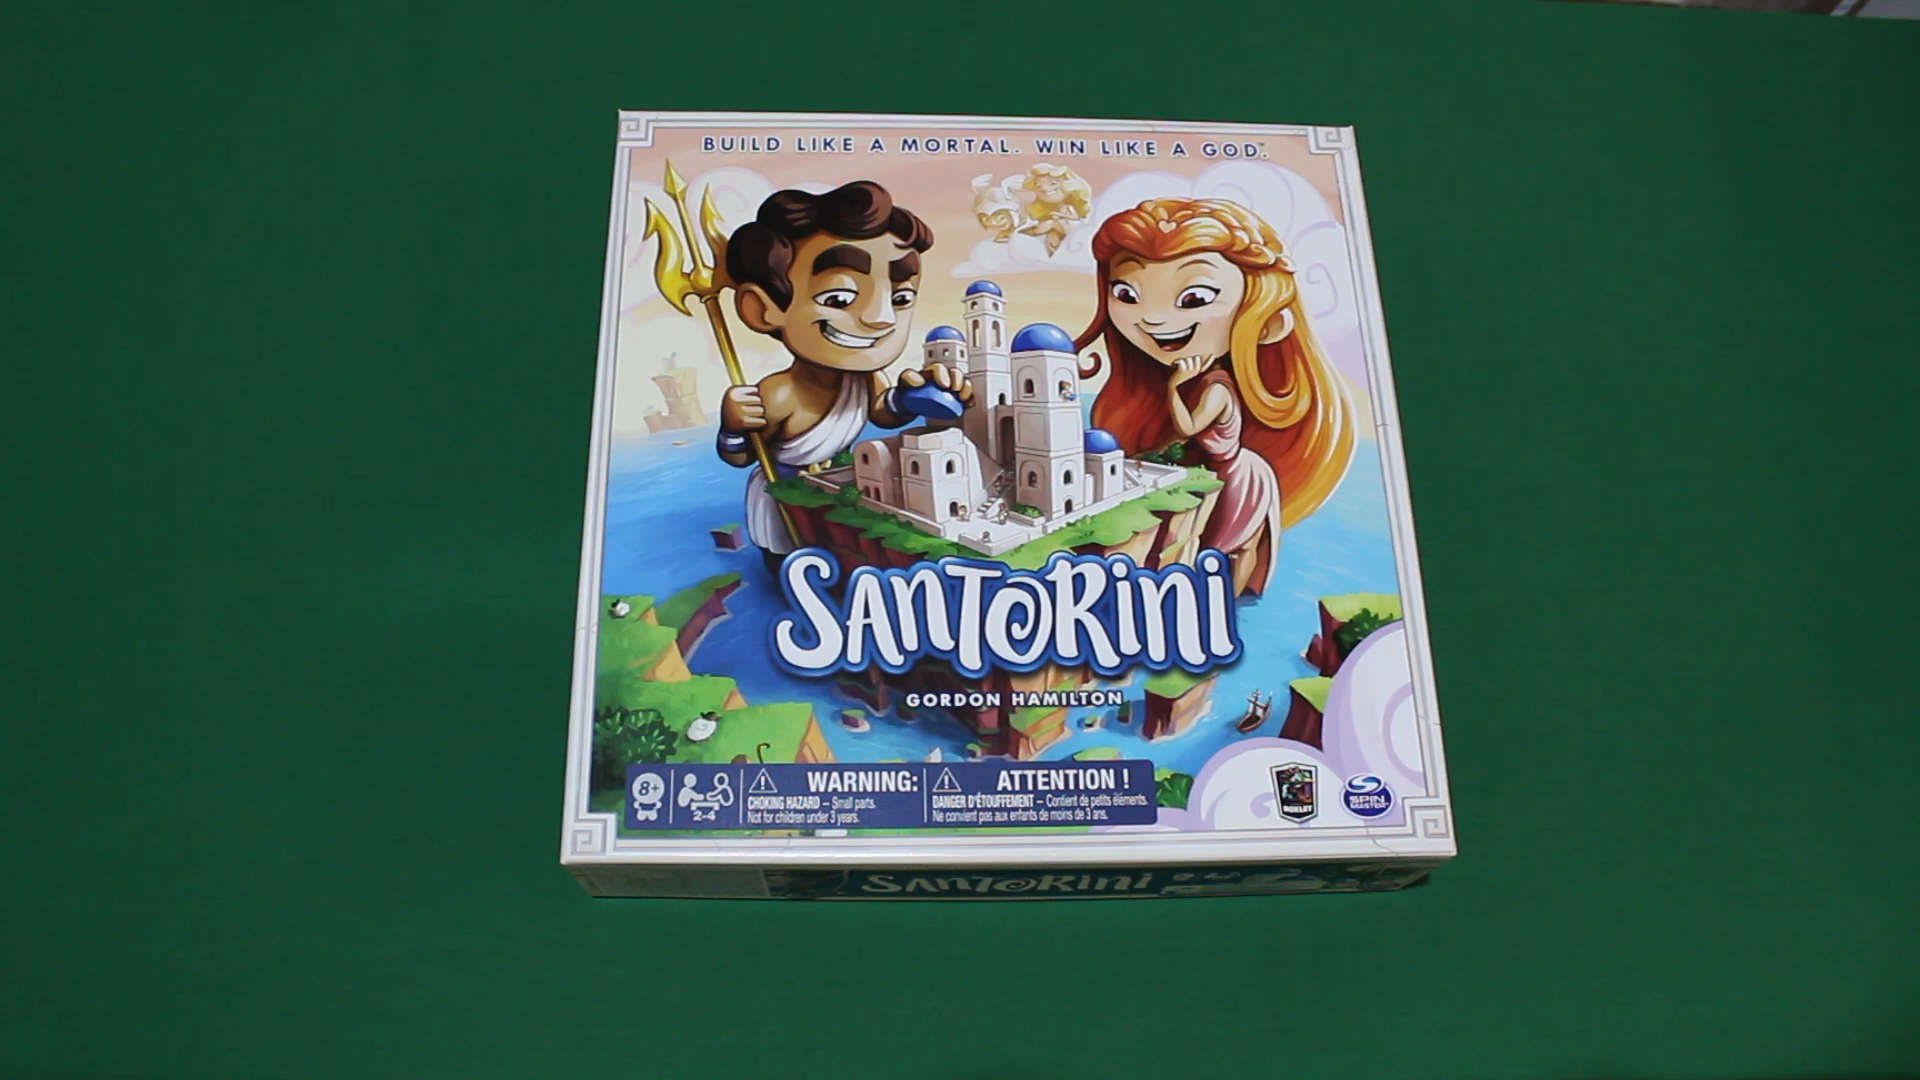 BUILD LIKE A MORTAL. WIN LIKE A GOD.™
SANTORINI
GORDON HAMILTON
8+
2-4
WARNING:
CHOKING HAZARD – Small parts.
Not for children under 3 years.
ATTENTION !
DANGER D'ÉTOUFFEMENT – Contient de petits éléments.
Ne convient pas aux enfants de moins de 3 ans.
ROXLEY
SPIN
MASTER
SANTORINI